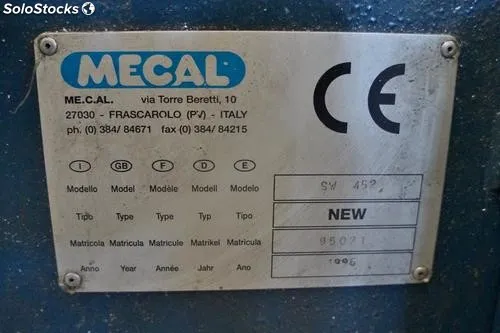 SoloStocks
MECAL
CE
ME.C.AL. via Torre Beretti, 10
27030 - FRASCAROLO (PV) - ITALY
ph. (0) 384/ 84671 fax (0) 384/ 84215
I GB F D E
Modello Model Modèle Modell Modelo SW 452
Tipo Type Type Typ Tipo NEW
Matricola Matricula Matricule Matrikel Matricula 95021
Anno Year Année Jahr Ano 1996